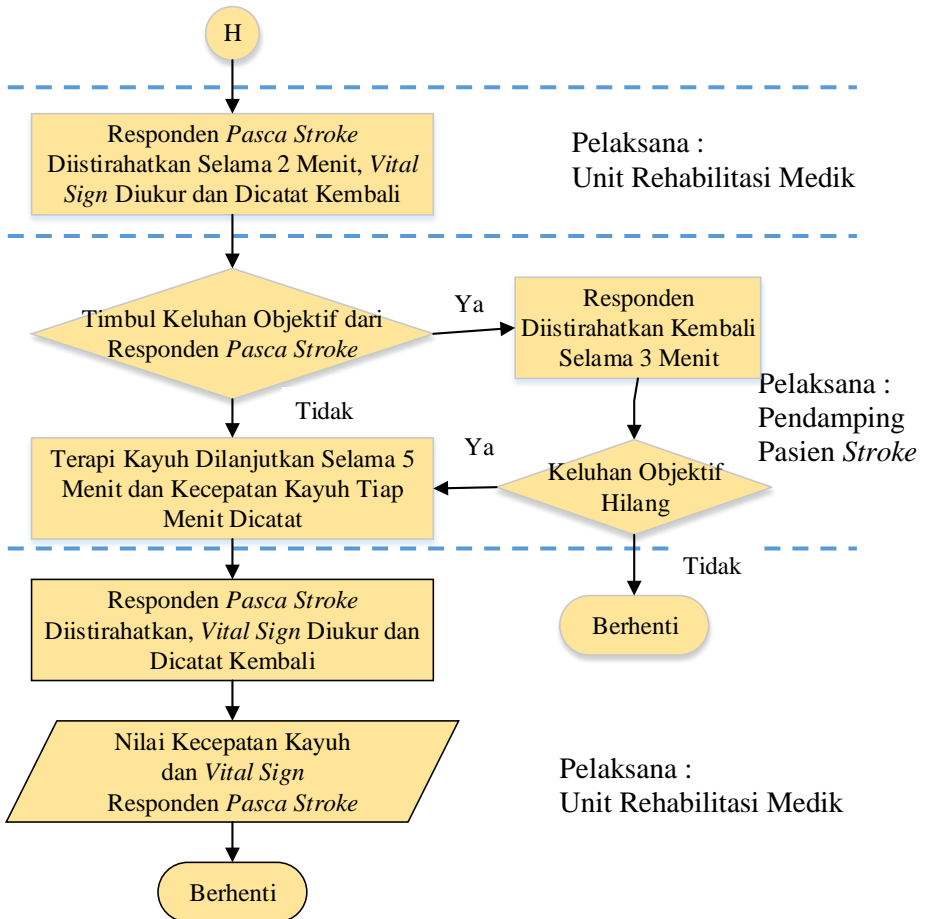 H
Responden Pasca Stroke
Diistirahatkan Selama 2 Menit, Vital
Sign Diukur dan Dicatat Kembali
Pelaksana :
Unit Rehabilitasi Medik
Timbul Keluhan Objektif dari
Responden Pasca Stroke
Ya
Responden
Diistirahatkan Kembali
Selama 3 Menit
Pelaksana :
Pendamping
Pasien Stroke
Tidak
Terapi Kayuh Dilanjutkan Selama 5
Menit dan Kecepatan Kayuh Tiap
Menit Dicatat
Ya
Keluhan Objektif
Hilang
Tidak
Berhenti
Responden Pasca Stroke
Diistirahatkan, Vital Sign Diukur dan
Dicatat Kembali
Nilai Kecepatan Kayuh
dan Vital Sign
Responden Pasca Stroke
Pelaksana :
Unit Rehabilitasi Medik
Berhenti